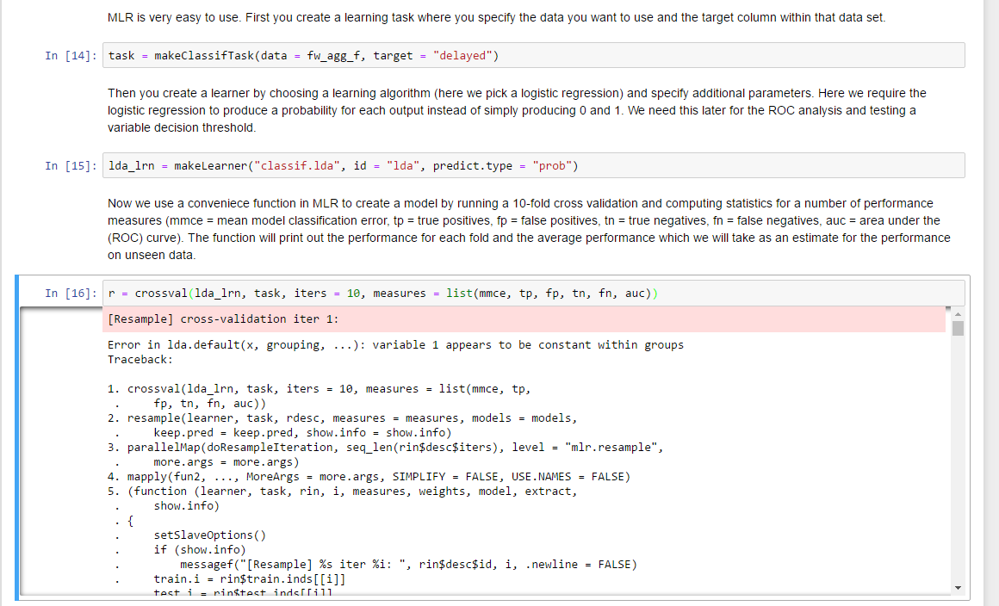 MLR is very easy to use. First you create a learning task where you specify the data you want to use and the target column within that data set.
In [14]: task = makeClassifTask(data = fw_agg_f, target = "delayed")
Then you create a learner by choosing a learning algorithm (here we pick a logistic regression) and specify additional parameters. Here we require the
logistic regression to produce a probability for each output instead of simply producing 0 and 1. We need this later for the ROC analysis and testing a
variable decision threshold.
In [15]: lda_lrn = makeLearner("classif.lda", id = "lda", predict.type = "prob")
Now we use a conveniece function in MLR to create a model by running a 10-fold cross validation and computing statistics for a number of performance
measures (mmce = mean model classification error, tp = true positives, fp = false positives, tn = true negatives, fn = false negatives, auc = area under the
(ROC) curve). The function will print out the performance for each fold and the average performance which we will take as an estimate for the performance
on unseen data.
In [16]: r = crossval(lda_lrn, task, iters = 10, measures = list(mmce, tp, fp, tn, fn, auc))
[Resample] cross-validation iter 1:
Error in lda.default(x, grouping, ...): variable 1 appears to be constant within groups
Traceback:
1. crossval(lda_lrn, task, iters = 10, measures = list(mmce, tp,
 .     fp, tn, fn, auc))
2. resample(learner, task, rdesc, measures = measures, models = models,
 .     keep.pred = keep.pred, show.info = show.info)
3. parallelMap(doResampleIteration, seq_len(rin$desc$iters), level = "mlr.resample",
 .     more.args = more.args)
4. mapply(fun2, ..., MoreArgs = more.args, SIMPLIFY = FALSE, USE.NAMES = FALSE)
5. (function (learner, task, rin, i, measures, weights, model, extract,
 .     show.info)
 . {
 .     setSlaveOptions()
 .     if (show.info)
 .         messagef("[Resample] %s iter %i: ", rin$desc$id, i, .newline = FALSE)
 .     train.i = rin$train.inds[[i]]
 test.i = rin$test.inds[[i]]